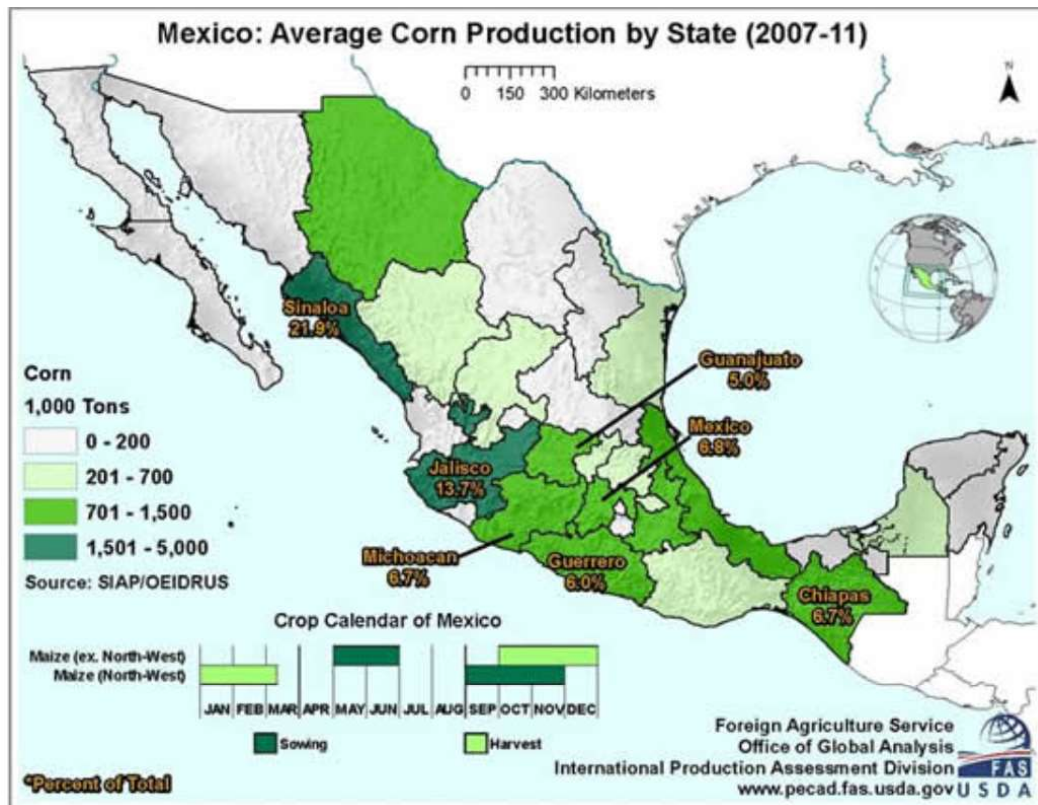 Mexico: Average Corn Production by State (2007-11)
N
0 150 300 Kilometers
Sinaloa
21.9%
Guanajuato
5.0%
Mexico
6.8%
Jalisco
13.7%
Michoacan
6.7%
Guerrero
6.0%
Chiapas
6.7%
Corn
1,000 Tons
0 - 200
201 - 700
701 - 1,500
1,501 - 5,000
Source: SIAP/OEIDRUS
Crop Calendar of Mexico
Maize (ex. North-West)
Maize (North-West)
JAN FEB MAR APR MAY JUN JUL AUG SEP OCT NOV DEC
Sowing Harvest
*Percent of Total
Foreign Agriculture Service
Office of Global Analysis
International Production Assessment Division
www.pecad.fas.usda.gov
FAS
USDA